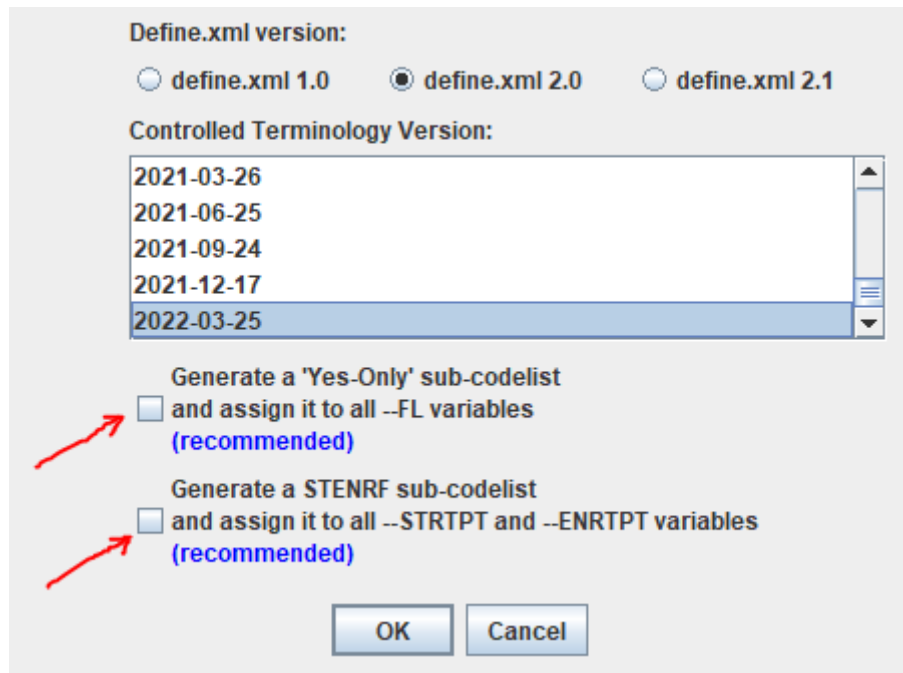 Define.xml version:
define.xml 1.0 define.xml 2.0 define.xml 2.1
Controlled Terminology Version:
2021-03-26
2021-06-25
2021-09-24
2021-12-17
2022-03-25
Generate a 'Yes-Only' sub-codelist
and assign it to all --FL variables
(recommended)
Generate a STENRF sub-codelist
and assign it to all --STRTPT and --ENRTPT variables
(recommended)
OK Cancel